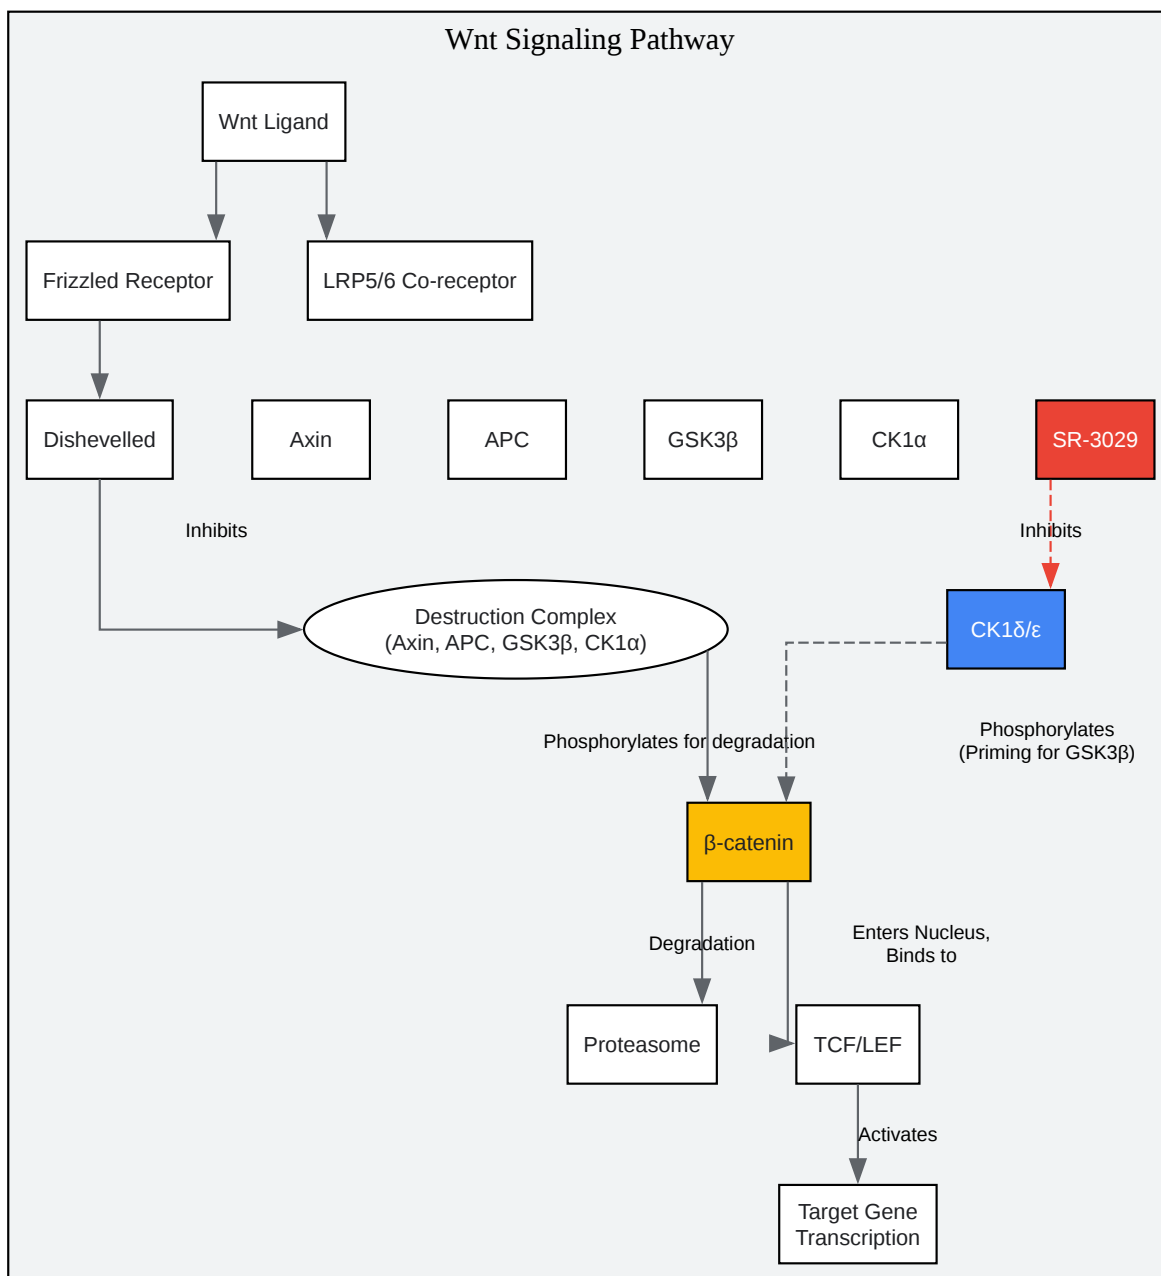 Wnt Signaling Pathway
Wnt Ligand
Frizzled Receptor
LRP5/6 Co-receptor
Dishevelled
Axin
APC
GSK3β
CK1α
SR-3029
Inhibits
Inhibits
Destruction Complex
(Axin, APC, GSK3β, CK1α)
CK1δ/ε
Phosphorylates for degradation
Phosphorylates
(Priming for GSK3β)
β-catenin
Degradation
Enters Nucleus,
Binds to
Proteasome
TCF/LEF
Activates
Target Gene
Transcription